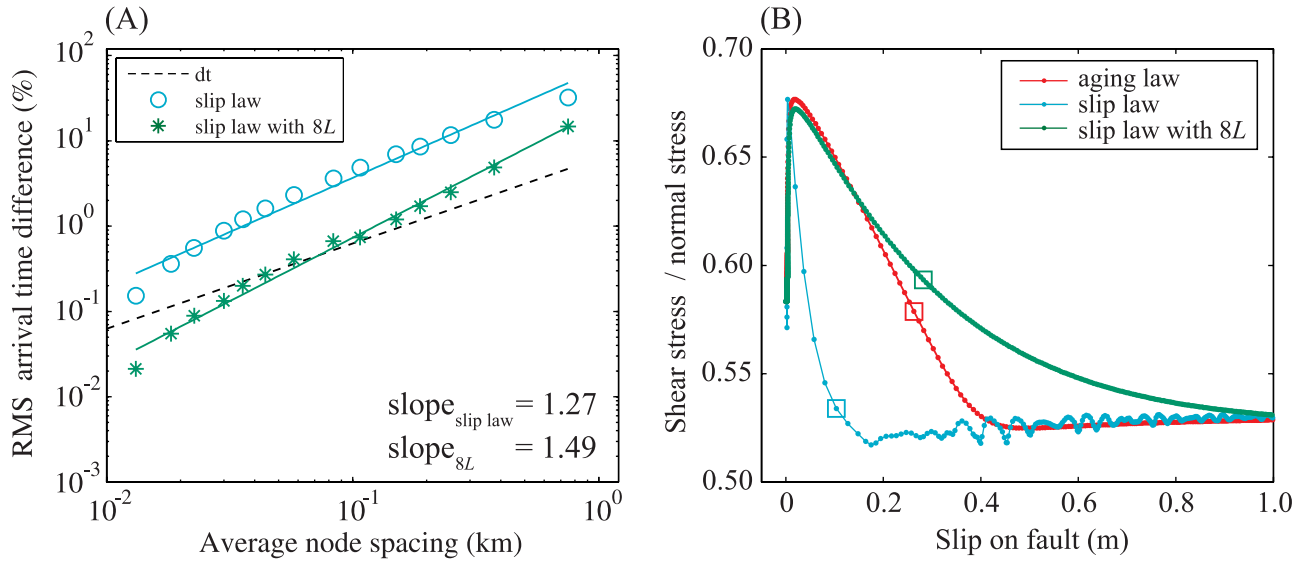 (A)
(B)
RMS arrival time difference (%)
10^2
10^1
10^0
10^-1
10^-2
10^-3
dt
slip law
slip law with 8L
slope_slip law = 1.27
slope_8L = 1.49
10^-2
10^-1
10^0
Average node spacing (km)
Shear stress / normal stress
0.70
0.65
0.60
0.55
0.50
aging law
slip law
slip law with 8L
0
0.2
0.4
0.6
0.8
1.0
Slip on fault (m)